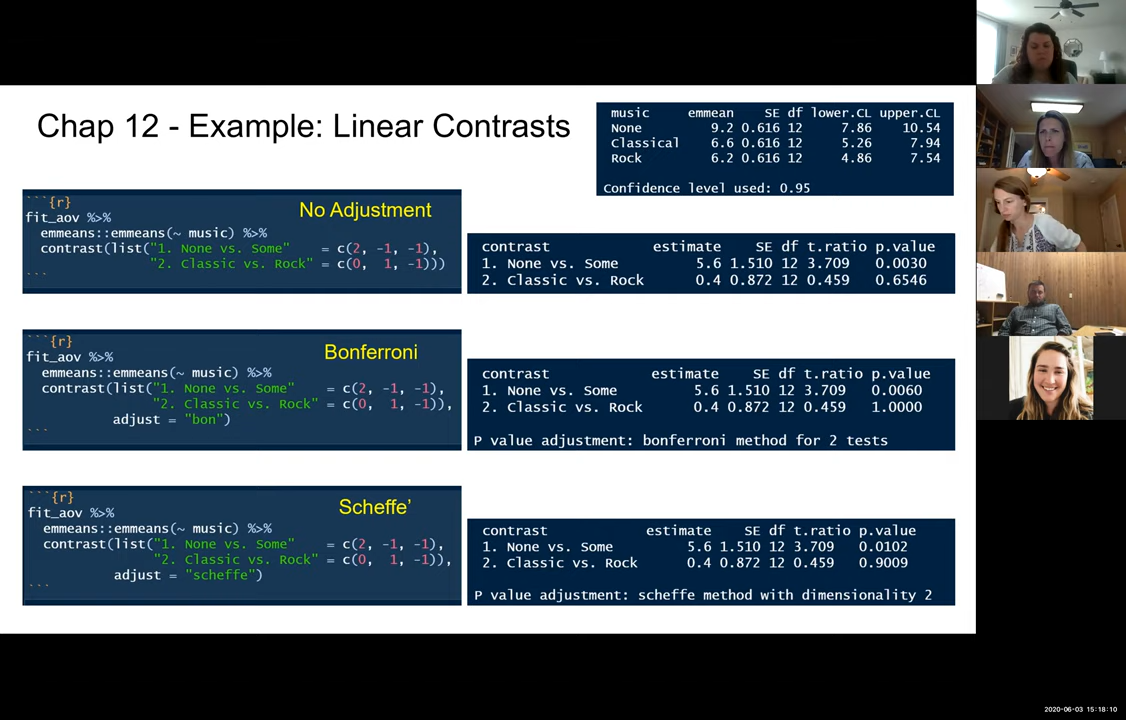 Chap 12 - Example: Linear Contrasts
music emmean SE df lower.CL upper.CL
None 9.2 0.616 12 7.86 10.54
Classical 6.6 0.616 12 5.26 7.94
Rock 6.2 0.616 12 4.86 7.54
Confidence level used: 0.95
```{r}
No Adjustment
fit_aov %>%
emmeans::emmeans(~ music) %>%
contrast(list("1. None vs. Some" = c(2, -1, -1),
"2. Classic vs. Rock" = c(0, 1, -1)))
```
contrast estimate SE df t.ratio p.value
1. None vs. Some 5.6 1.510 12 3.709 0.0030
2. Classic vs. Rock 0.4 0.872 12 0.459 0.6546
```{r}
Bonferroni
fit_aov %>%
emmeans::emmeans(~ music) %>%
contrast(list("1. None vs. Some" = c(2, -1, -1),
"2. Classic vs. Rock" = c(0, 1, -1)),
adjust = "bon")
```
contrast estimate SE df t.ratio p.value
1. None vs. Some 5.6 1.510 12 3.709 0.0060
2. Classic vs. Rock 0.4 0.872 12 0.459 1.0000
P value adjustment: bonferroni method for 2 tests
```{r}
Scheffe’
fit_aov %>%
emmeans::emmeans(~ music) %>%
contrast(list("1. None vs. Some" = c(2, -1, -1),
"2. Classic vs. Rock" = c(0, 1, -1)),
adjust = "scheffe")
```
contrast estimate SE df t.ratio p.value
1. None vs. Some 5.6 1.510 12 3.709 0.0102
2. Classic vs. Rock 0.4 0.872 12 0.459 0.9009
P value adjustment: scheffe method with dimensionality 2
2020-06-03 15:18:10